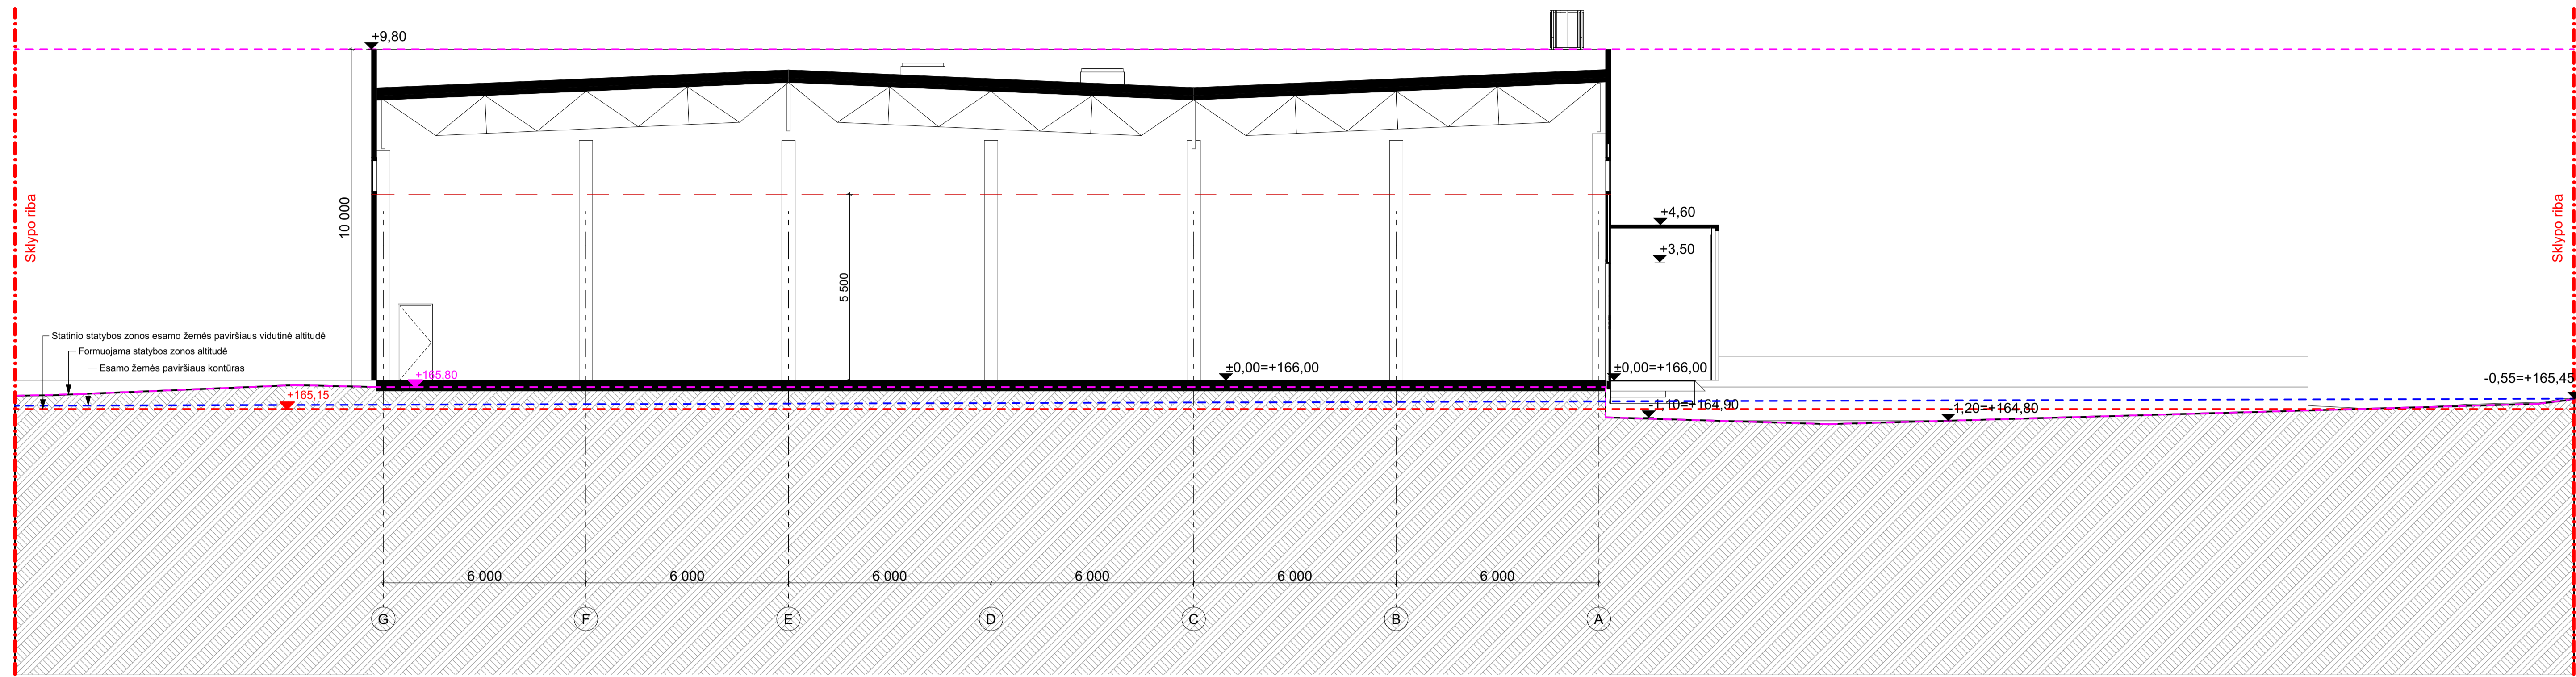 +9,80
Sklypo riba
10 000
5 500
+4,60
+3,50
Sklypo riba
Statinio statybos zonos esamo žemės paviršiaus vidutinė altitudė
Formuojama statybos zonos altitudė
Esamo žemės paviršiaus kontūras
+165,80
±0,00=+166,00
±0,00=+166,00
-0,55=+165,45
+165,15
-1,10=+164,90
-1,20=+164,80
6 000 6 000 6 000 6 000 6 000 6 000
G F E D C B A